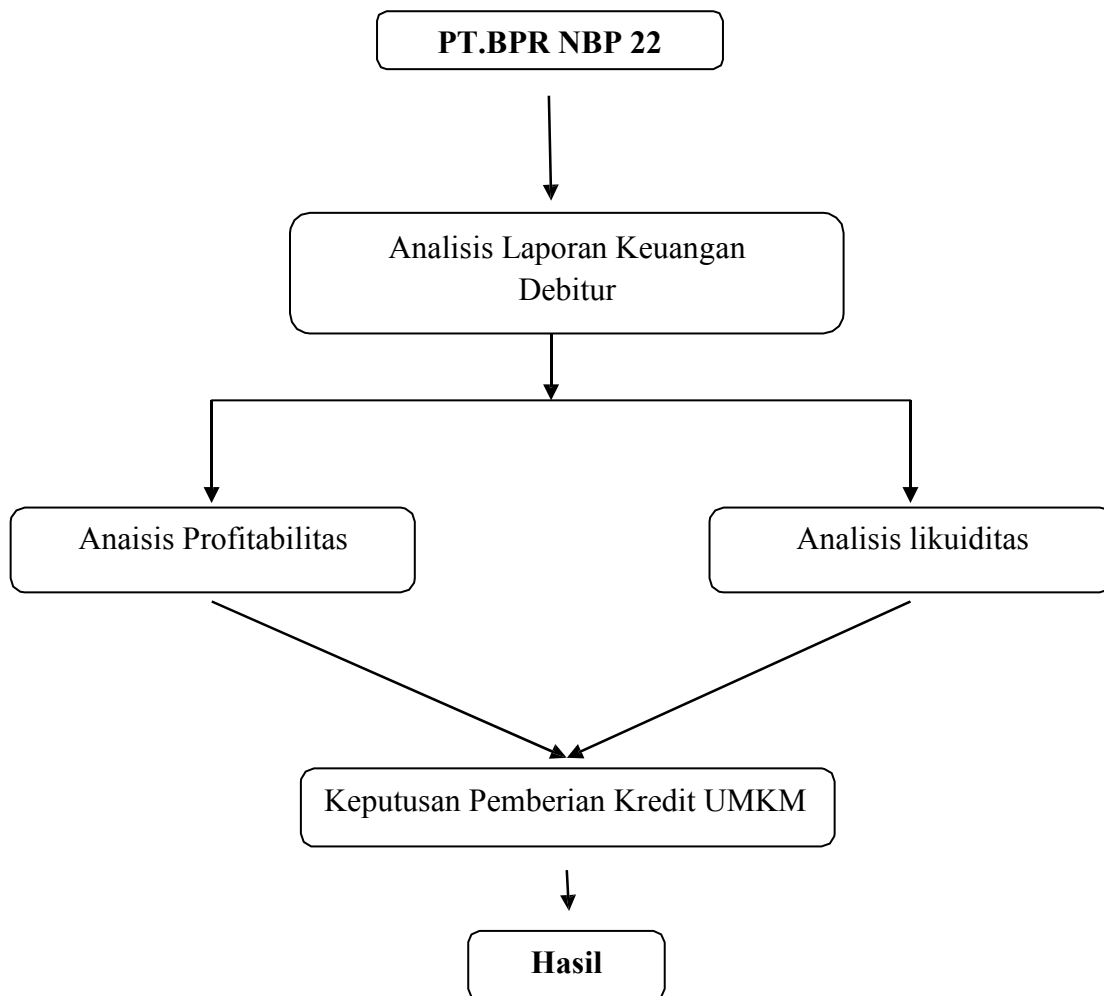 PT.BPR NBP 22
Analisis Laporan Keuangan
Debitur
Anaisis Profitabilitas
Analisis likuiditas
Keputusan Pemberian Kredit UMKM
Hasil